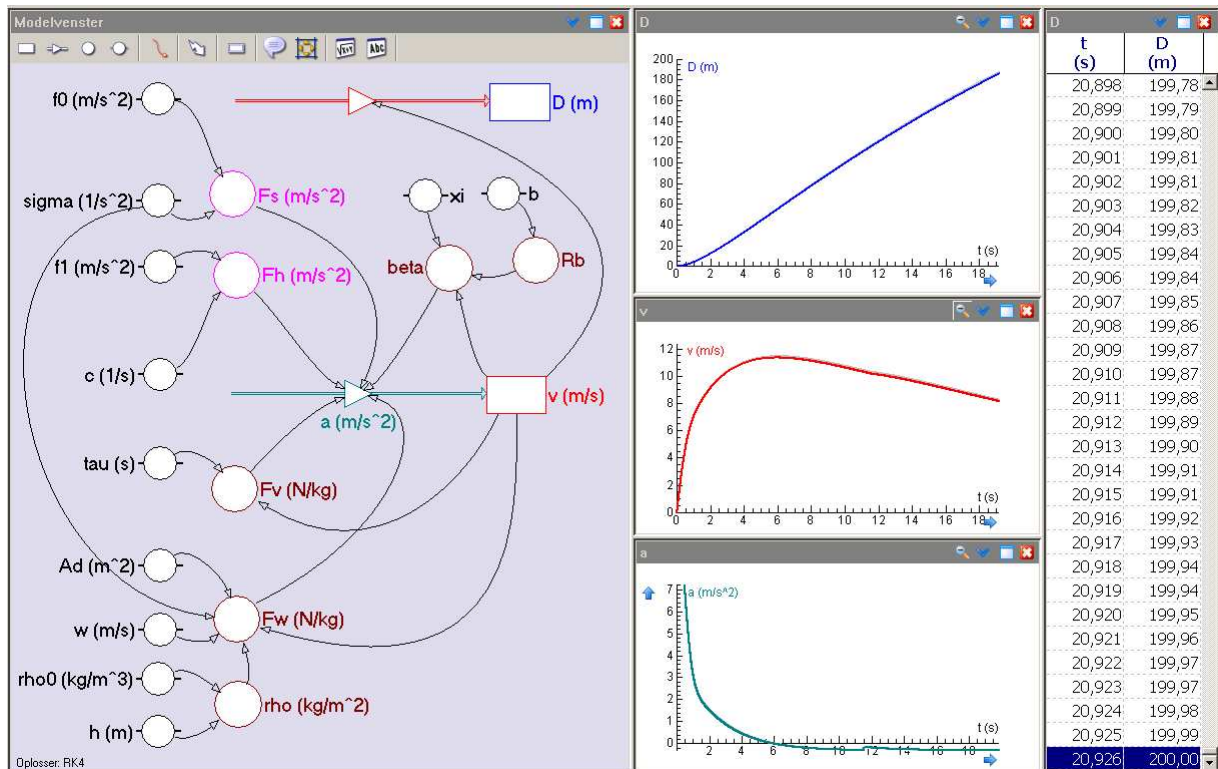 Modelvenster
f0 (m/s^2)
D (m)
sigma (1/s^2)
Fs (m/s^2)
xi
b
f1 (m/s^2)
Fh (m/s^2)
beta
Rb
c (1/s)
v (m/s)
a (m/s^2)
tau (s)
Fv (N/kg)
Ad (m^2)
w (m/s)
Fw (N/kg)
rho0 (kg/m^3)
rho (kg/m^2)
h (m)
Oplosser: RK4
D
D (m)
200
180
160
140
120
100
80
60
40
20
0
t (s)
0 2 4 6 8 10 12 14 16 18
v
v (m/s)
12
10
8
6
4
2
0
t (s)
0 2 4 6 8 10 12 14 16 18
a
a (m/s^2)
7
6
5
4
3
2
1
0
t (s)
2 4 6 8 10 12 14 16 18
D
t D
(s) (m)
20,898 199,78
20,899 199,79
20,900 199,80
20,901 199,81
20,902 199,81
20,903 199,82
20,904 199,83
20,905 199,84
20,906 199,84
20,907 199,85
20,908 199,86
20,909 199,87
20,910 199,87
20,911 199,88
20,912 199,89
20,913 199,90
20,914 199,91
20,915 199,91
20,916 199,92
20,917 199,93
20,918 199,94
20,919 199,94
20,920 199,95
20,921 199,96
20,922 199,97
20,923 199,97
20,924 199,98
20,925 199,99
20,926 200,00